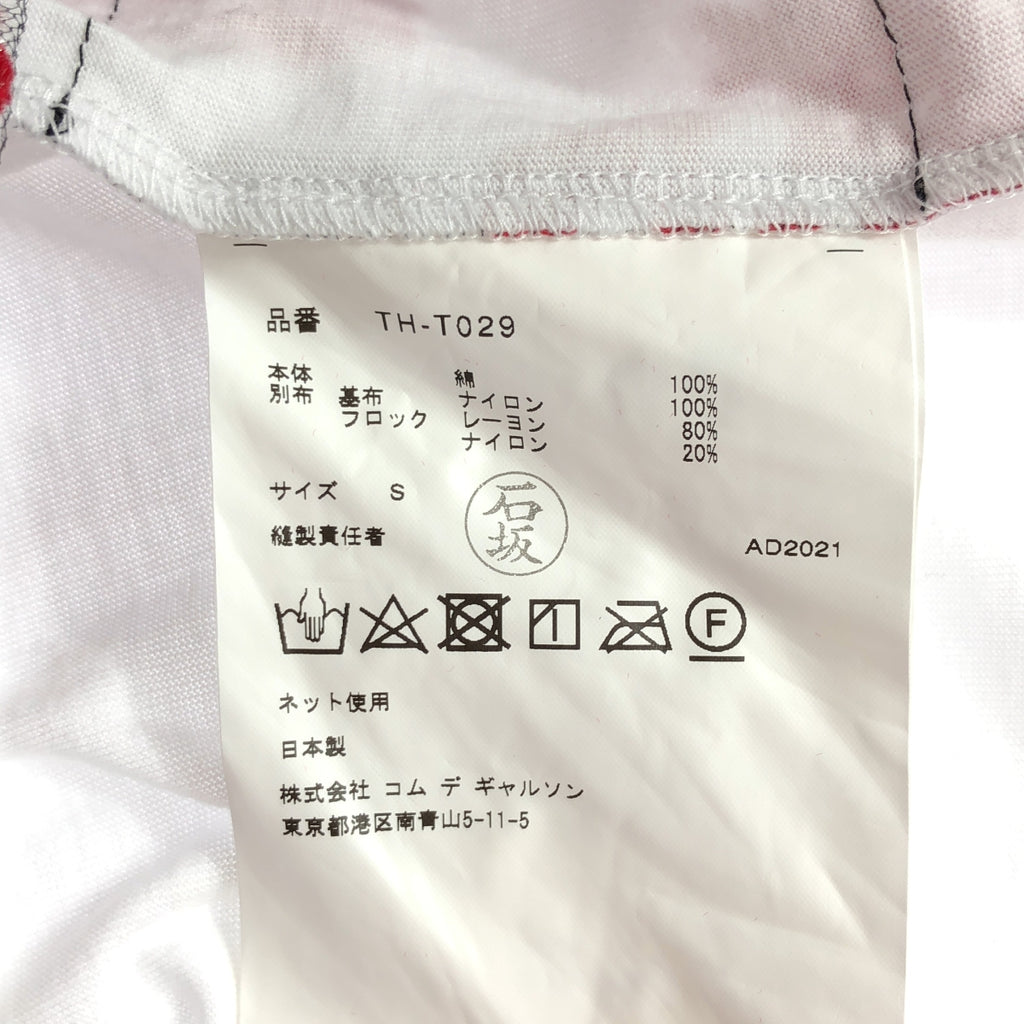 品番 TH-T029
本体 綿 100%
別布 基布 ナイロン 100%
フロック レーヨン 80%
ナイロン 20%
サイズ S
石坂
縫製責任者
AD2021
F
ネット使用
日本製
株式会社 コム デ ギャルソン
東京都港区南青山5-11-5